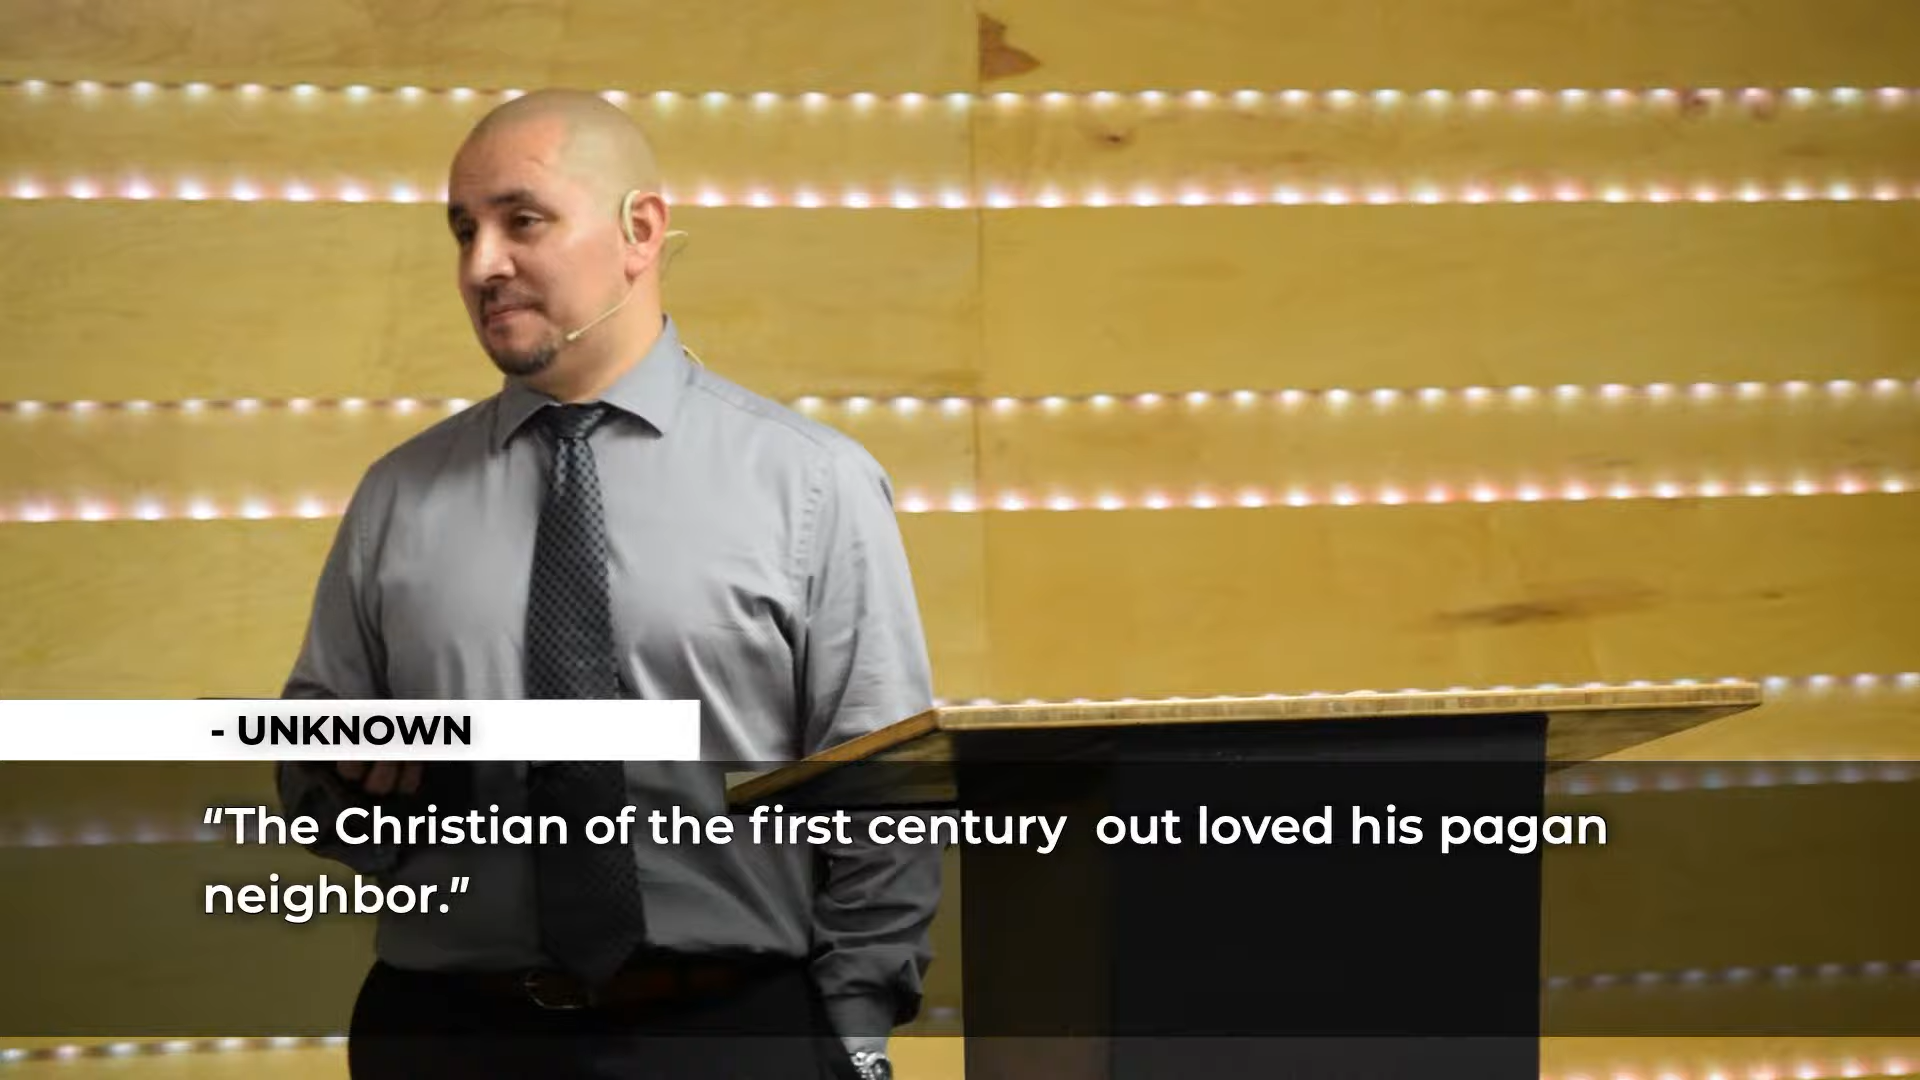 - UNKNOWN
“The Christian of the first century  out loved his pagan
neighbor.”